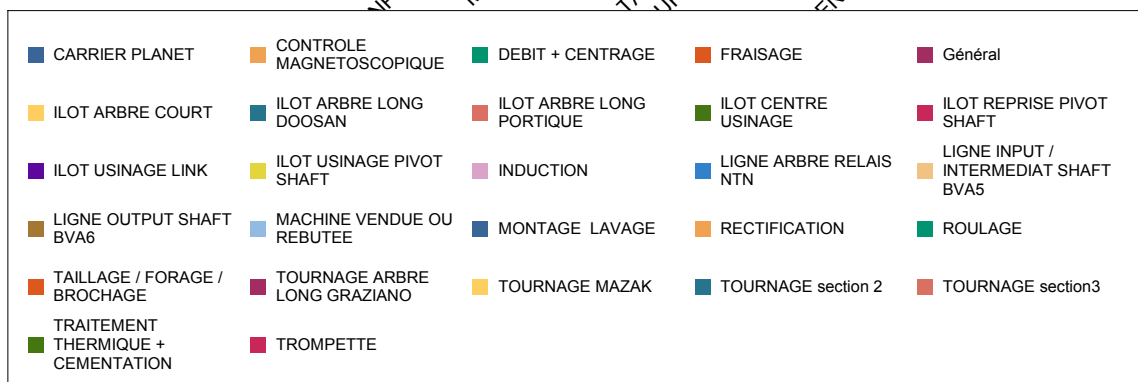 CARRIER PLANET
CONTROLE
MAGNETOSCOPIQUE
DEBIT + CENTRAGE
FRAISAGE
Général
ILOT ARBRE COURT
ILOT ARBRE LONG
DOOSAN
ILOT ARBRE LONG
PORTIQUE
ILOT CENTRE
USINAGE
ILOT REPRISE PIVOT
SHAFT
ILOT USINAGE LINK
ILOT USINAGE PIVOT
SHAFT
INDUCTION
LIGNE ARBRE RELAIS
NTN
LIGNE INPUT /
INTERMEDIAT SHAFT
BVA5
LIGNE OUTPUT SHAFT
BVA6
MACHINE VENDUE OU
REBUTEE
MONTAGE  LAVAGE
RECTIFICATION
ROULAGE
TAILLAGE / FORAGE /
BROCHAGE
TOURNAGE ARBRE
LONG GRAZIANO
TOURNAGE MAZAK
TOURNAGE section 2
TOURNAGE section3
TRAITEMENT
THERMIQUE +
CEMENTATION
TROMPETTE